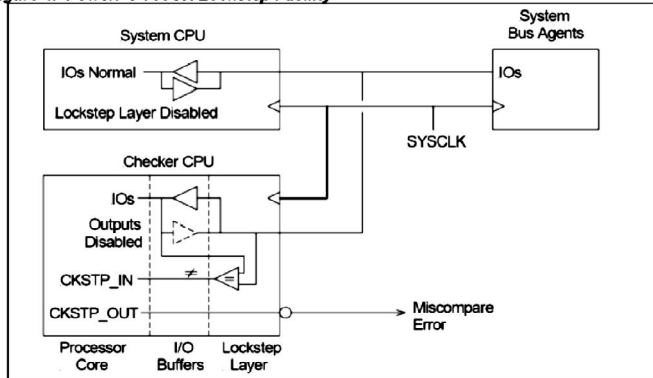 System CPU
System
Bus Agents
IOs Normal
IOs
Lockstep Layer Disabled
SYSCLK
Checker CPU
IOs
Outputs
Disabled
CKSTP_IN
≠
=
CKSTP_OUT
Miscompare
Error
Processor
Core
I/O
Buffers
Lockstep
Layer